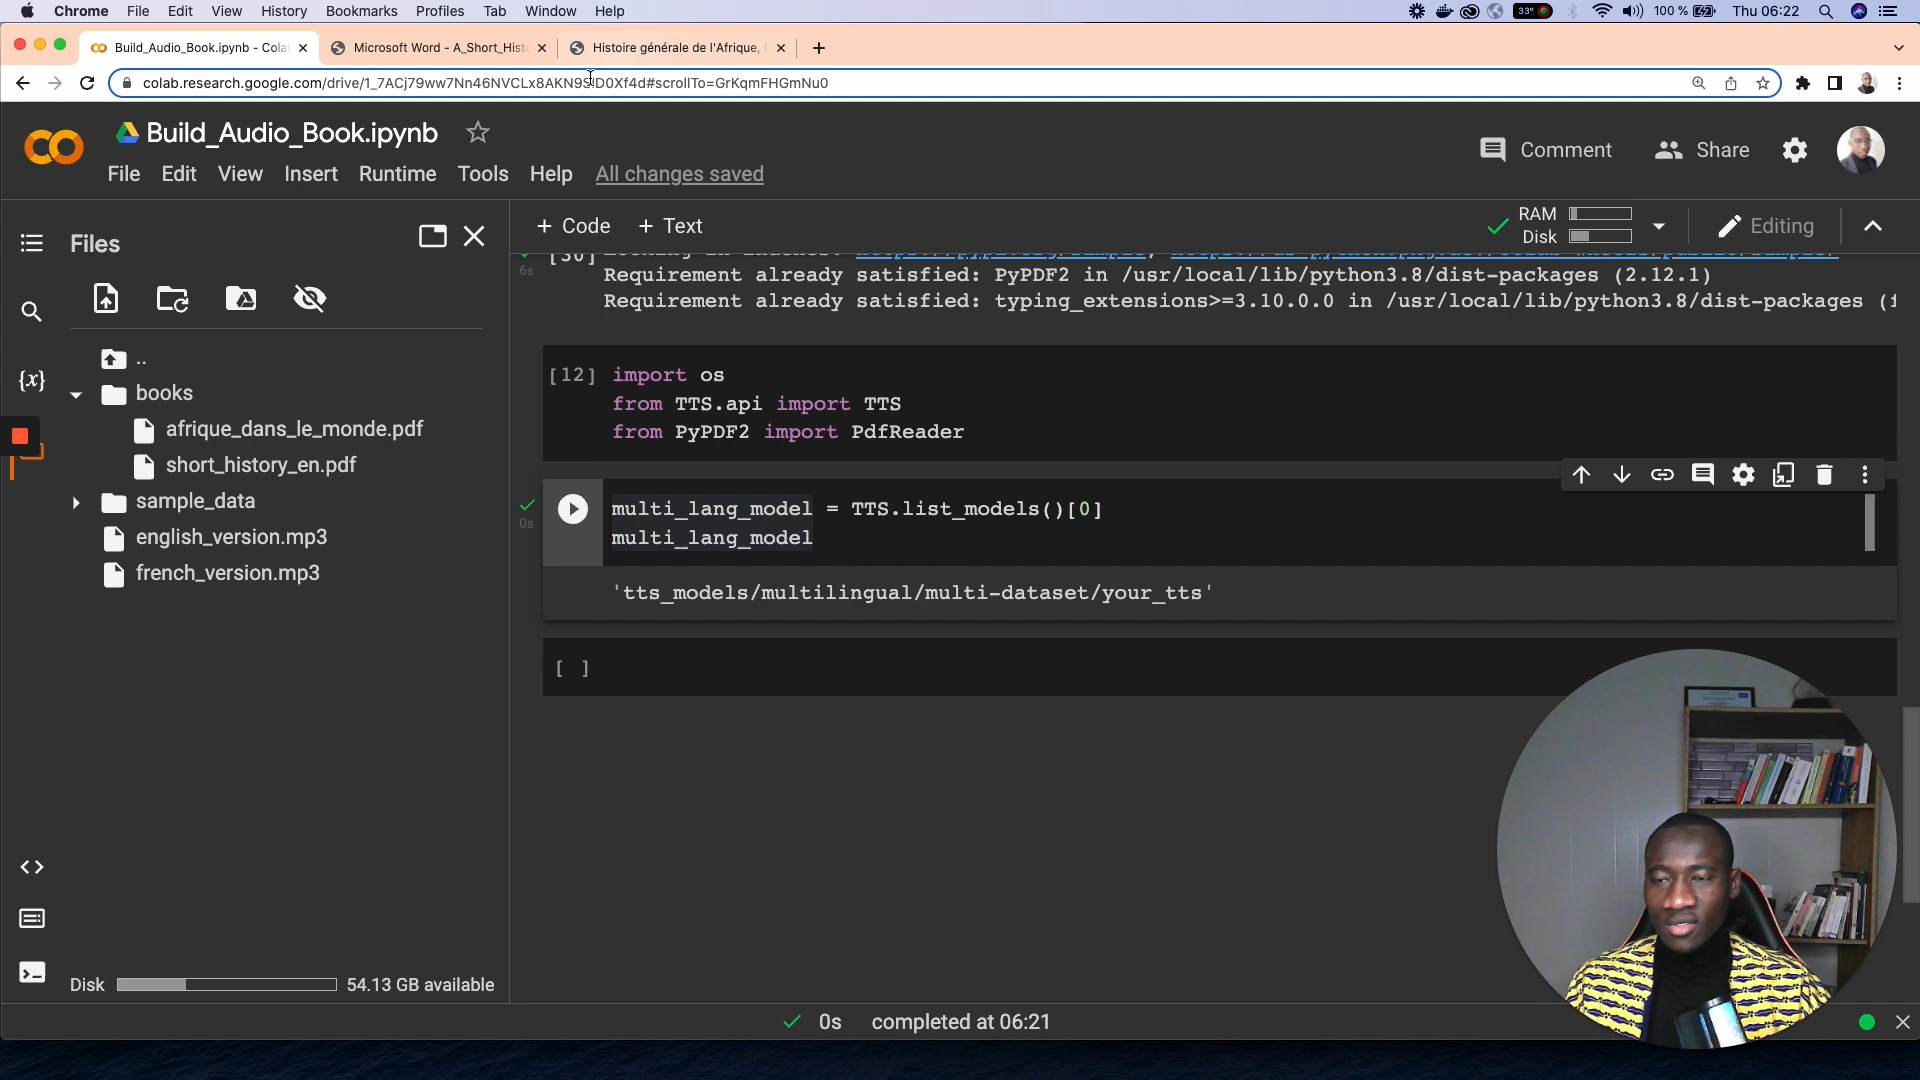 Chrome File Edit View History Bookmarks Profiles Tab Window Help 33° 100 % Thu 06:22
Build_Audio_Book.ipynb - Cola
Microsoft Word - A_Short_Hist
Histoire générale de l'Afrique,
colab.research.google.com/drive/1_7ACj79ww7Nn46NVCLx8AKN9SID0Xf4d#scrollTo=GrKqmFHGmNu0
Build_Audio_Book.ipynb
Comment Share
File Edit View Insert Runtime Tools Help All changes saved
Files
+ Code + Text
RAM
Disk
Editing
6s
Requirement already satisfied: PyPDF2 in /usr/local/lib/python3.8/dist-packages (2.12.1)
Requirement already satisfied: typing_extensions>=3.10.0.0 in /usr/local/lib/python3.8/dist-packages
..
books
afrique_dans_le_monde.pdf
short_history_en.pdf
sample_data
english_version.mp3
french_version.mp3
{x}
[12] import os
from TTS.api import TTS
from PyPDF2 import PdfReader
0s
multi_lang_model = TTS.list_models()[0]
multi_lang_model
'tts_models/multilingual/multi-dataset/your_tts'
[ ]
Disk 54.13 GB available
0s completed at 06:21